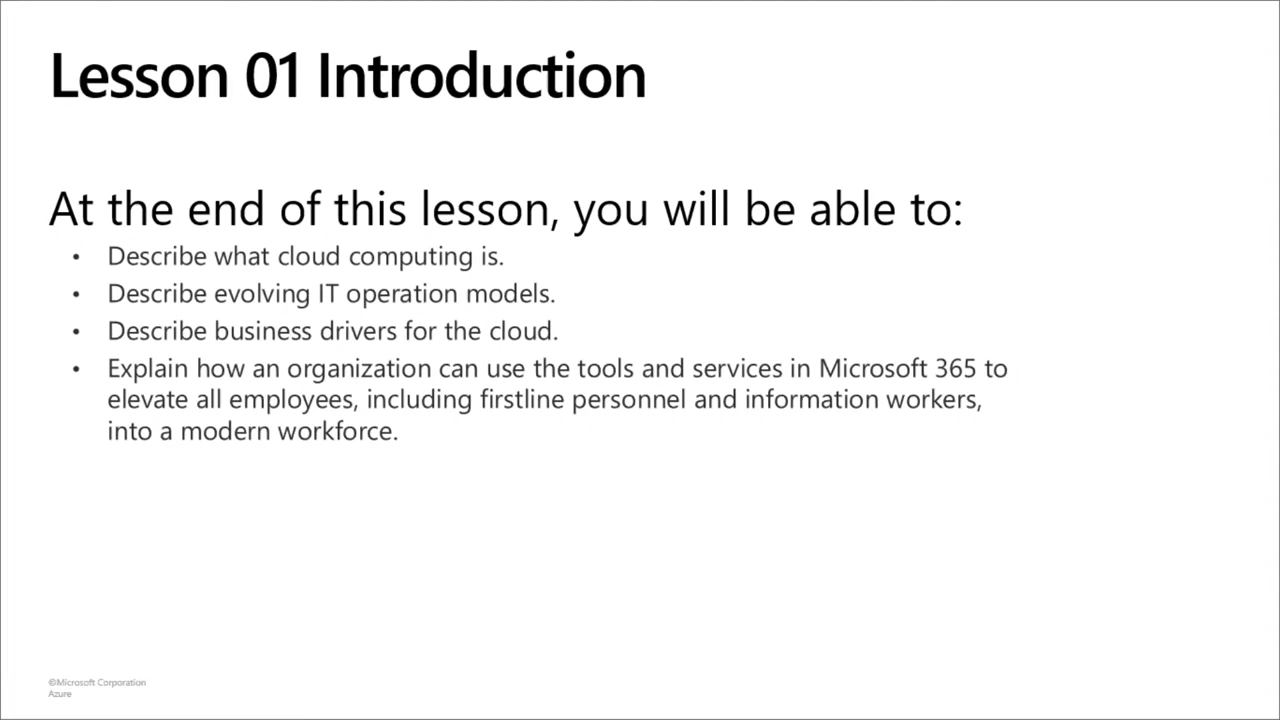 Lesson 01 Introduction
At the end of this lesson, you will be able to:
• Describe what cloud computing is.
• Describe evolving IT operation models.
• Describe business drivers for the cloud.
• Explain how an organization can use the tools and services in Microsoft 365 to
elevate all employees, including firstline personnel and information workers,
into a modern workforce.
©Microsoft Corporation
Azure